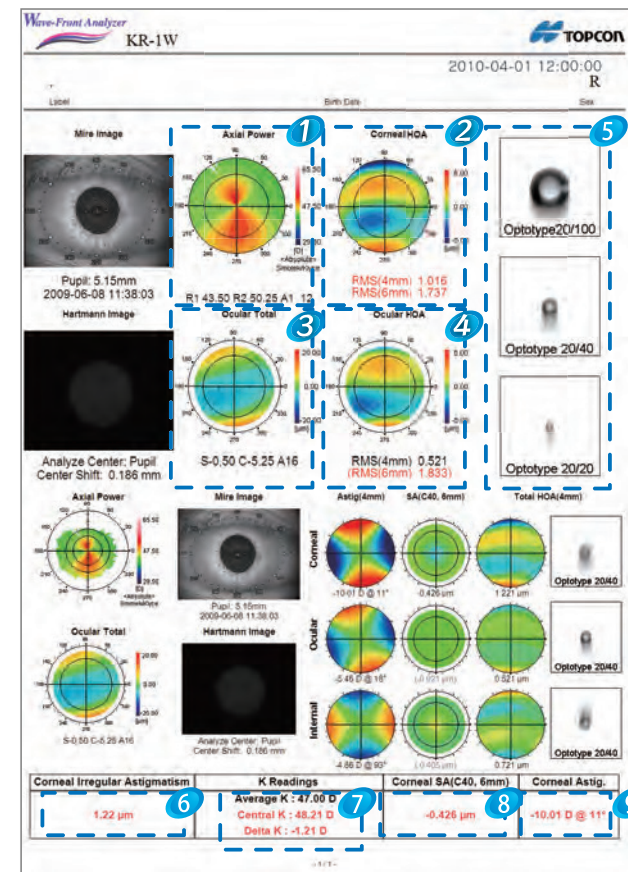 Wave-Front Analyzer
KR-1W
TOPCON
2010-04-01 12:00:00
R
Label
Birth Date
Sex
Mire Image
Axial Power
1
Corneal HOA
2
5
Pupil: 5.15mm
2009-06-08 11:38:03
R1 43.50 R2 50.25 A1 12
RMS(4mm) 1.016
RMS(6mm) 1.737
Optotype20/100
Hartmann Image
Ocular Total
3
Ocular HOA
4
Optotype 20/40
Analyze Center: Pupil
Center Shift: 0.186 mm
S-0.50 C-5.25 A16
RMS(4mm) 0.521
(RMS(6mm) 1.833)
Optotype 20/20
Axial Power
Mire Image
Astig(4mm)
SA(C40, 6mm)
Total HOA(4mm)
Corneal
Pupil: 5.15mm
2009-06-08 11:38:03
-10.01 D @ 11°
-0.426 µm
1.221 µm
Optotype 20/40
Ocular Total
Hartmann Image
Ocular
0.521 µm
Optotype 20/40
S-0.50 C-5.25 A16
Analyze Center: Pupil
Center Shift: 0.186 mm
Internal
-4.86 D @ 93°
0.721 µm
Optotype 20/40
Corneal Irregular Astigmatism
K Readings
Corneal SA(C40, 6mm)
Corneal Astig.
6
1.22 µm
Average K : 47.00 D
Central K : 48.21 D
Delta K : -1.21 D
7
-0.426 µm
8
-10.01 D @ 11°
- 1/1 -